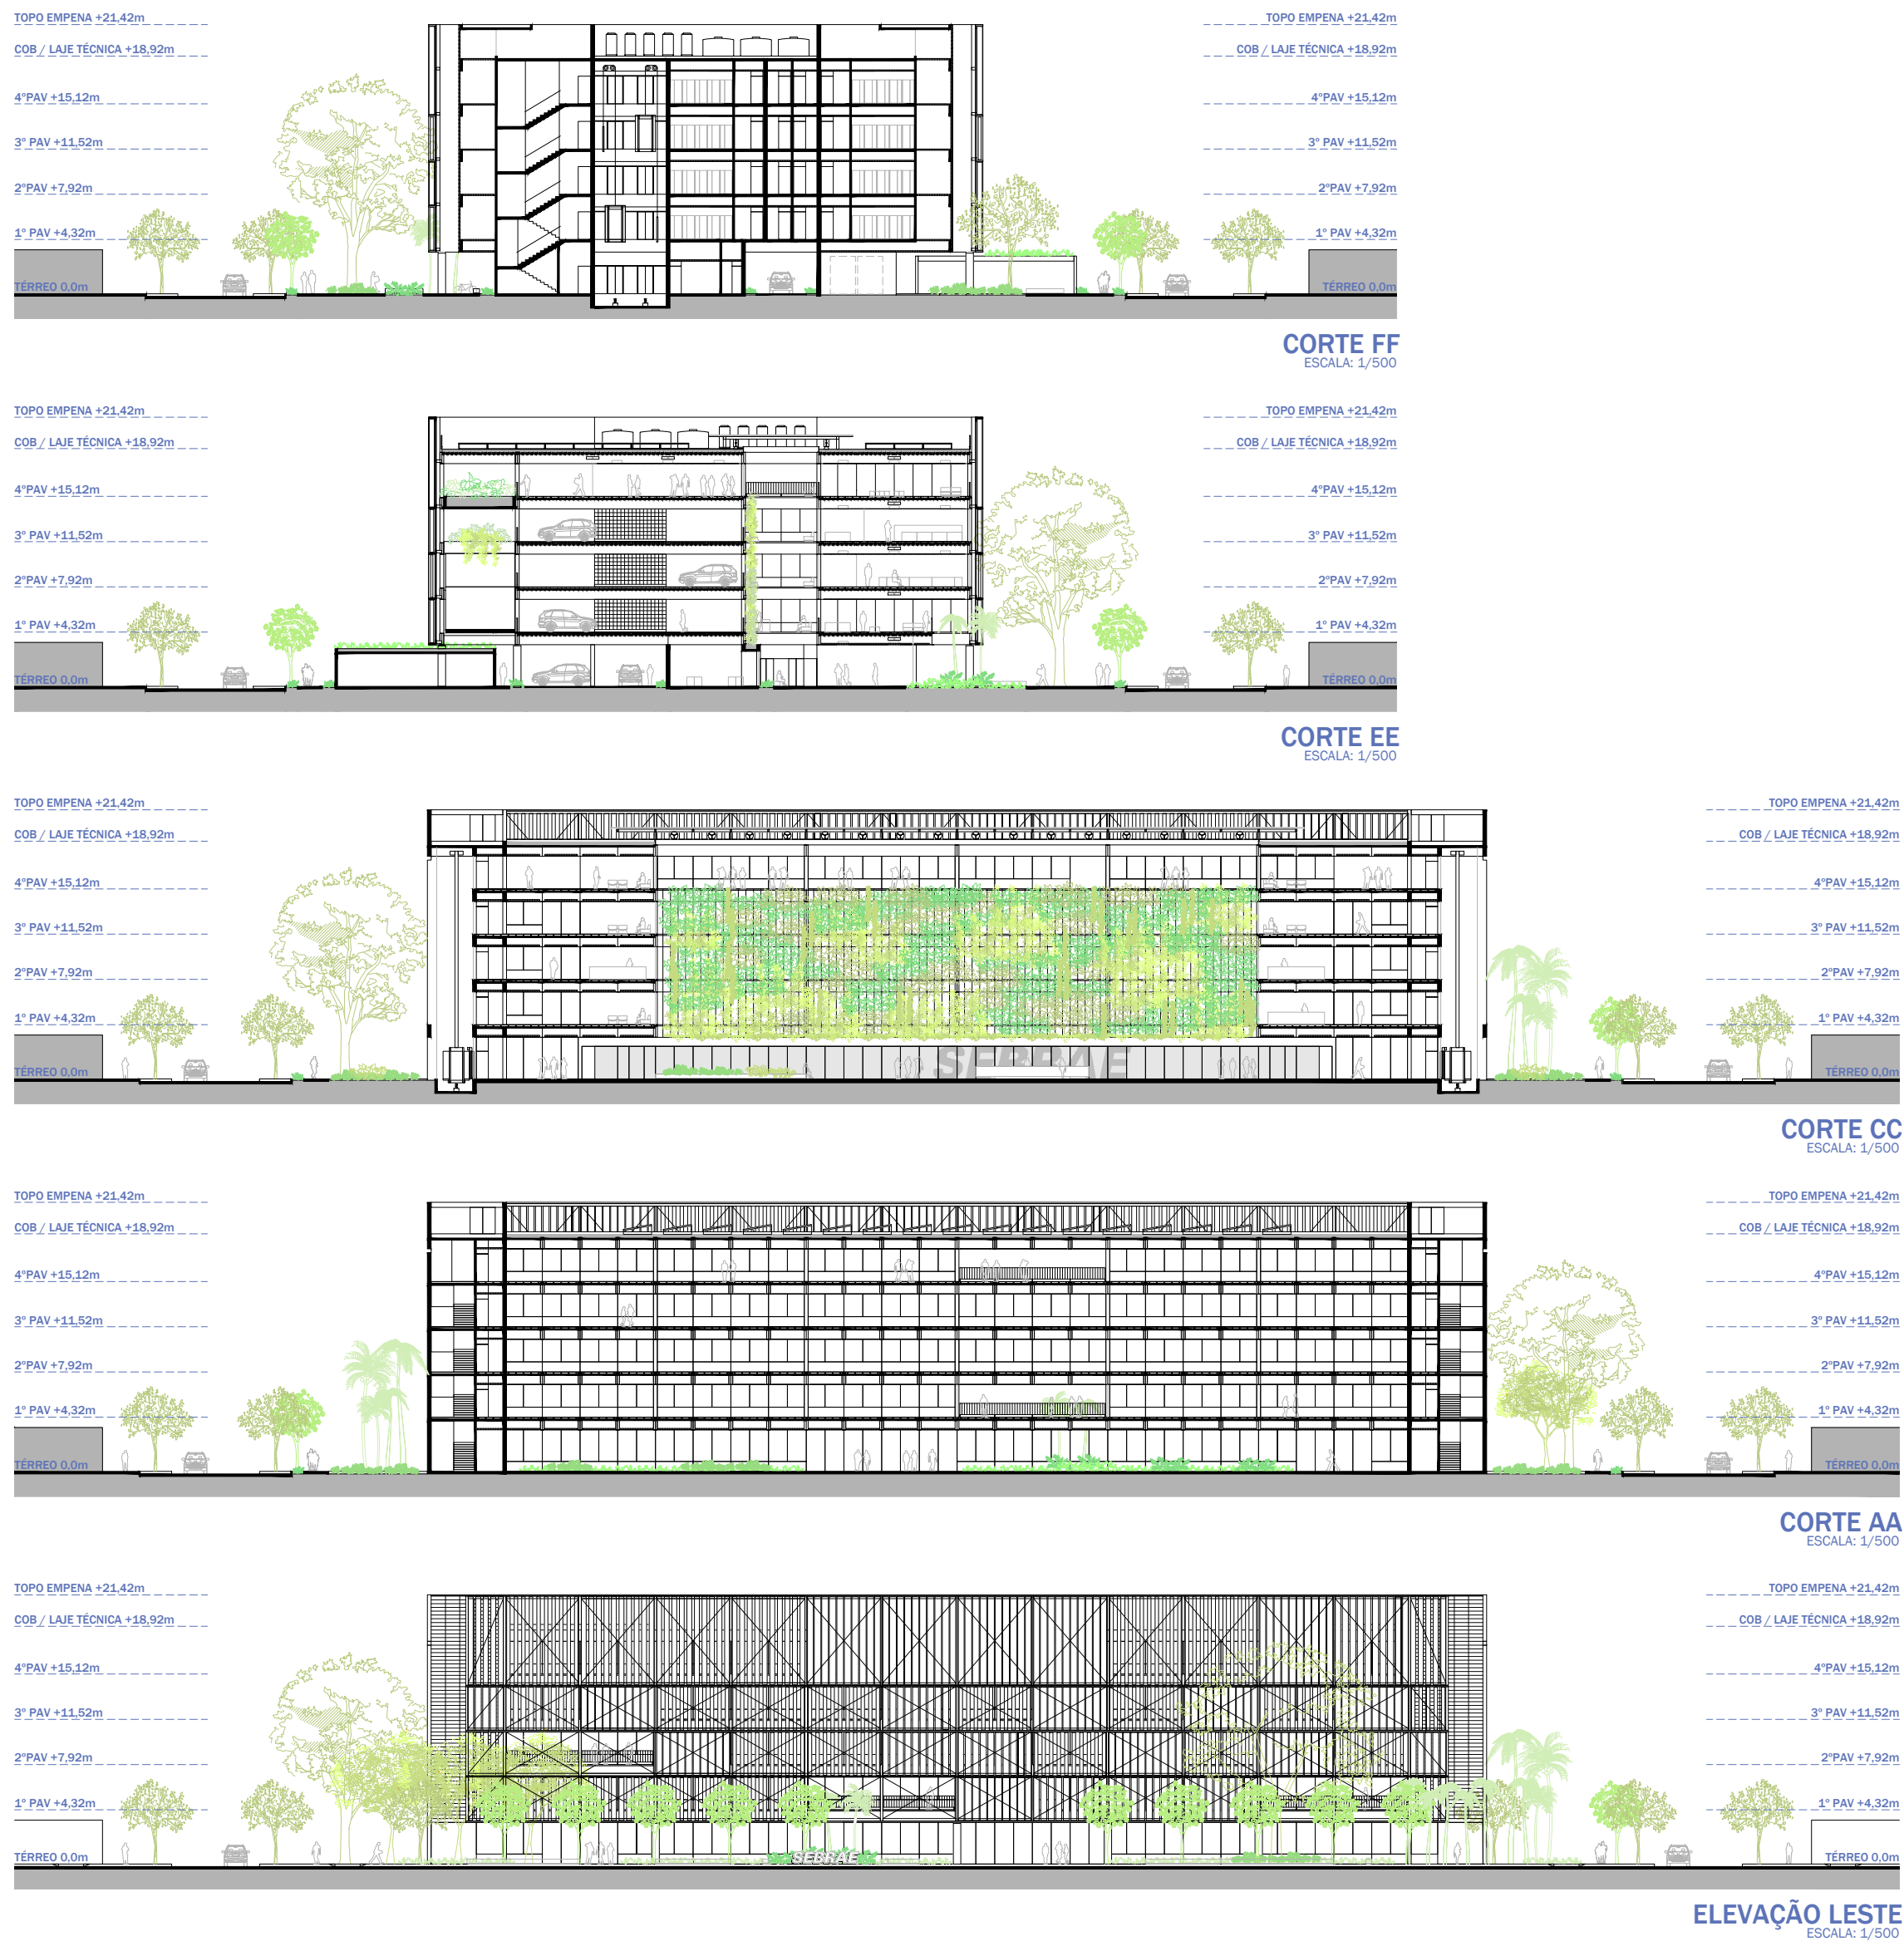 TOPO EMPENA +21,42m
TOPO EMPENA +21,42m
COB / LAJE TÉCNICA +18,92m
COB / LAJE TÉCNICA +18,92m
4ºPAV +15,12m
4ºPAV +15,12m
3º PAV +11,52m
3º PAV +11,52m
2ºPAV +7,92m
2ºPAV +7,92m
1º PAV +4,32m
1º PAV +4,32m
TÉRREO 0,0m
TÉRREO 0,0m
CORTE FF
ESCALA: 1/500
TOPO EMPENA +21,42m
TOPO EMPENA +21,42m
COB / LAJE TÉCNICA +18,92m
COB / LAJE TÉCNICA +18,92m
4ºPAV +15,12m
4ºPAV +15,12m
3º PAV +11,52m
3º PAV +11,52m
2ºPAV +7,92m
2ºPAV +7,92m
1º PAV +4,32m
1º PAV +4,32m
TÉRREO 0,0m
TÉRREO 0,0m
CORTE EE
ESCALA: 1/500
TOPO EMPENA +21,42m
TOPO EMPENA +21,42m
COB / LAJE TÉCNICA +18,92m
COB / LAJE TÉCNICA +18,92m
4ºPAV +15,12m
4ºPAV +15,12m
3º PAV +11,52m
3º PAV +11,52m
2ºPAV +7,92m
2ºPAV +7,92m
1º PAV +4,32m
1º PAV +4,32m
SEBRAE
TÉRREO 0,0m
TÉRREO 0,0m
CORTE CC
ESCALA: 1/500
TOPO EMPENA +21,42m
TOPO EMPENA +21,42m
COB / LAJE TÉCNICA +18,92m
COB / LAJE TÉCNICA +18,92m
4ºPAV +15,12m
4ºPAV +15,12m
3º PAV +11,52m
3º PAV +11,52m
2ºPAV +7,92m
2ºPAV +7,92m
1º PAV +4,32m
1º PAV +4,32m
TÉRREO 0,0m
TÉRREO 0,0m
CORTE AA
ESCALA: 1/500
TOPO EMPENA +21,42m
TOPO EMPENA +21,42m
COB / LAJE TÉCNICA +18,92m
COB / LAJE TÉCNICA +18,92m
4ºPAV +15,12m
4ºPAV +15,12m
3º PAV +11,52m
3º PAV +11,52m
2ºPAV +7,92m
2ºPAV +7,92m
1º PAV +4,32m
1º PAV +4,32m
TÉRREO 0,0m
SEBRAE
TÉRREO 0,0m
ELEVAÇÃO LESTE
ESCALA: 1/500